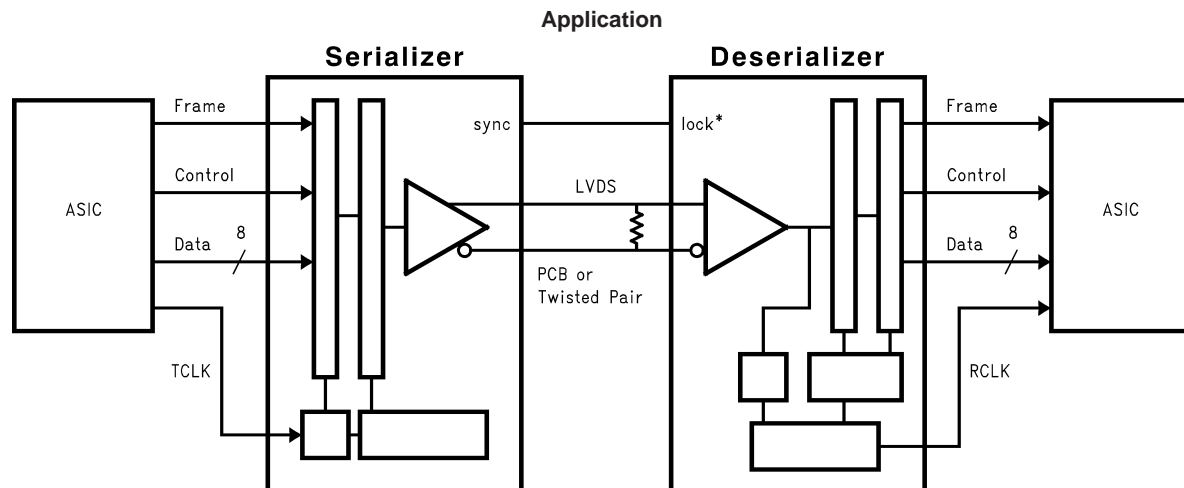 Application
Serializer
Deserializer
Frame
Control
ASIC
Data
8
TCLK
sync
lock*
LVDS
PCB or
Twisted Pair
Frame
Control
ASIC
Data
8
RCLK